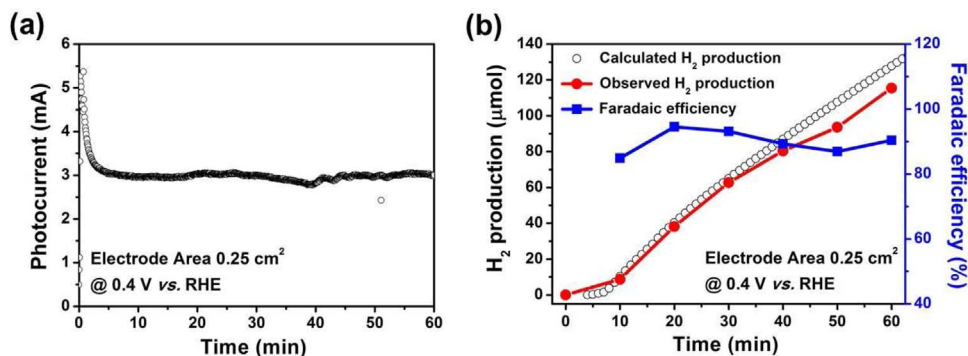 (a)
Photocurrent (mA)
6
5
4
3
2
1
0
Electrode Area 0.25 cm²
@ 0.4 V vs. RHE
0 10 20 30 40 50 60
Time (min)
(b)
H₂ production (μmol)
140
120
100
80
60
40
20
0
Calculated H₂ production
Observed H₂ production
Faradaic efficiency
Electrode Area 0.25 cm²
@ 0.4 V vs. RHE
0 10 20 30 40 50 60
Time (min)
120
100
80
60
40
Faradaic efficiency (%)